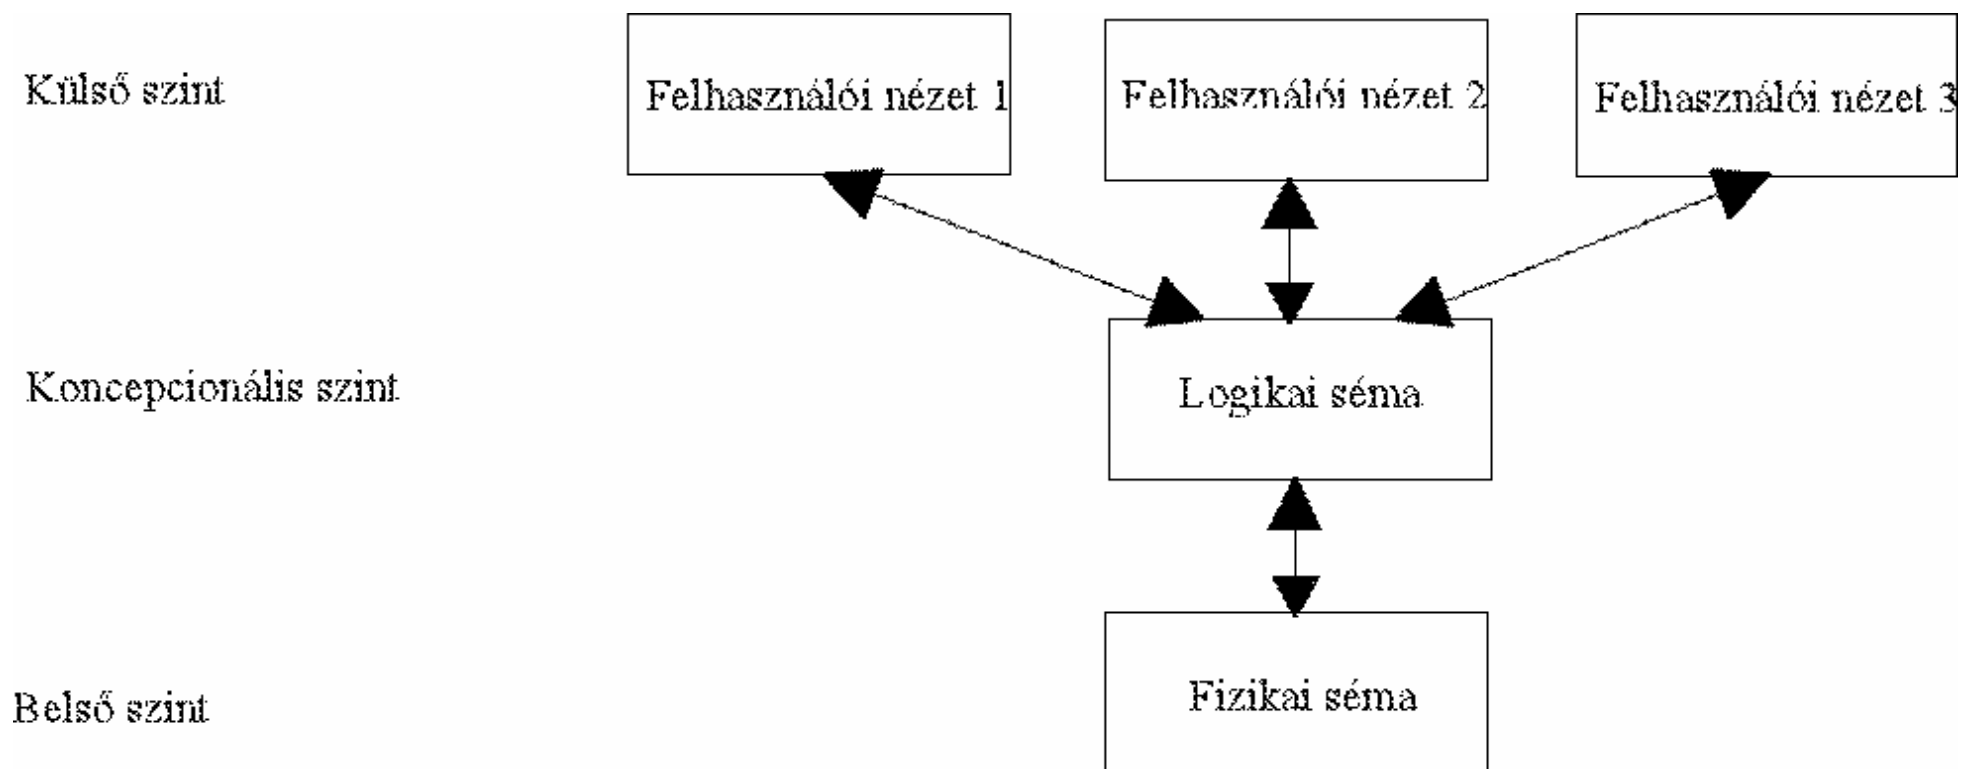 Külső szint
Felhasználói nézet 1
Felhasználói nézet 2
Felhasználói nézet 3
Koncepcionális szint
Logikai séma
Belső szint
Fizikai séma